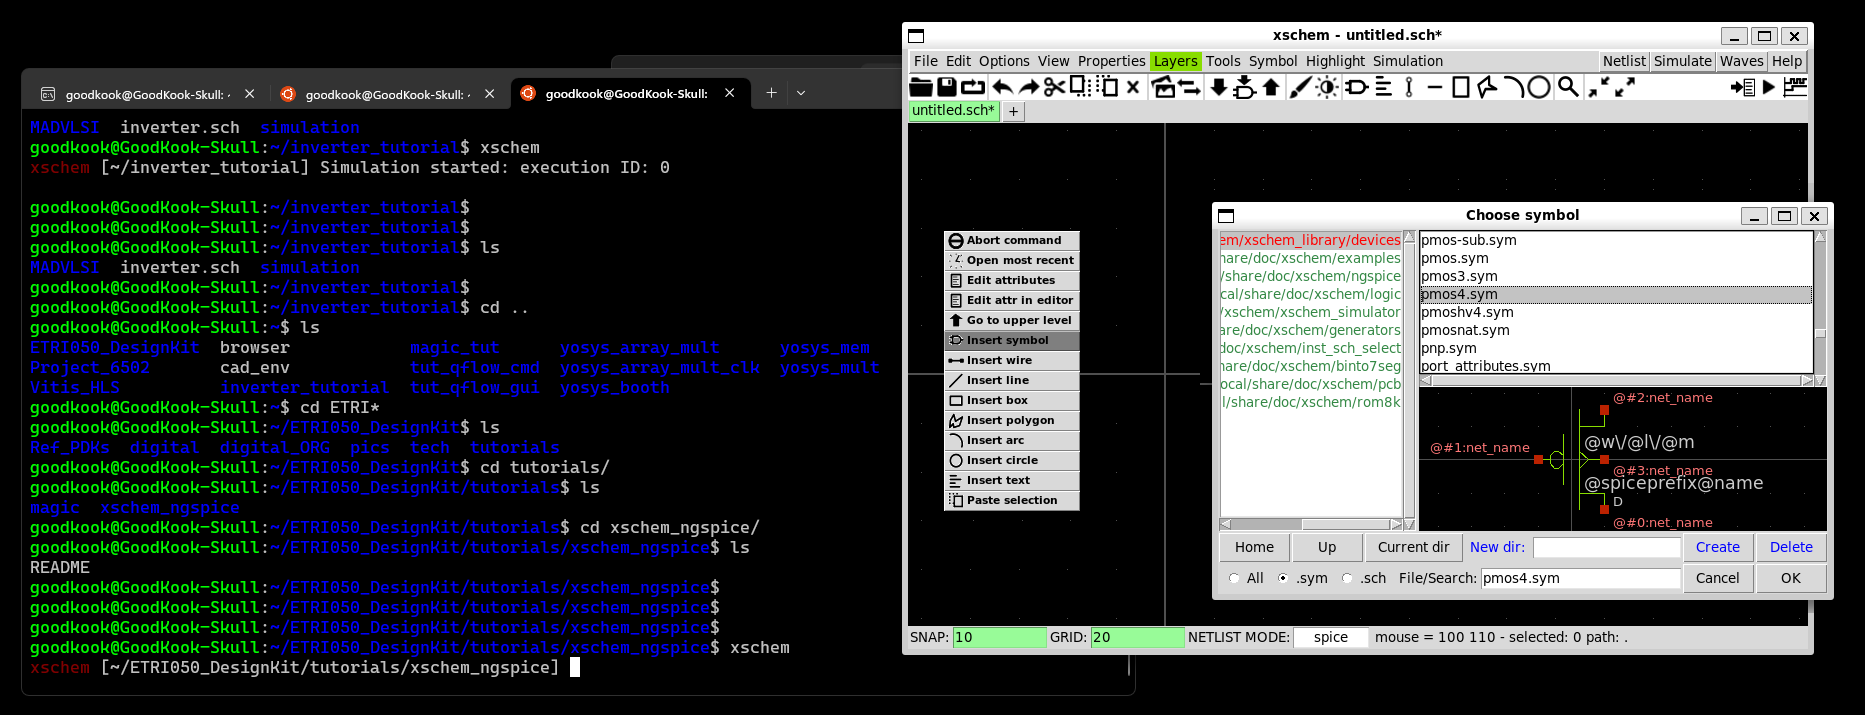 goodkook@GoodKook-Skull: ~
goodkook@GoodKook-Skull: ~
goodkook@GoodKook-Skull:
MADVLSI  inverter.sch  simulation
goodkook@GoodKook-Skull:~/inverter_tutorial$ xschem
xschem [~/inverter_tutorial] Simulation started: execution ID: 0
goodkook@GoodKook-Skull:~/inverter_tutorial$
goodkook@GoodKook-Skull:~/inverter_tutorial$
goodkook@GoodKook-Skull:~/inverter_tutorial$ ls
MADVLSI  inverter.sch  simulation
goodkook@GoodKook-Skull:~/inverter_tutorial$
goodkook@GoodKook-Skull:~/inverter_tutorial$ cd ..
goodkook@GoodKook-Skull:~$ ls
ETRI050_DesignKit  browser            magic_tut      yosys_array_mult      yosys_mem
Project_6502       cad_env            tut_qflow_cmd  yosys_array_mult_clk  yosys_mult
Vitis_HLS          inverter_tutorial  tut_qflow_gui  yosys_booth
goodkook@GoodKook-Skull:~$ cd ETRI*
goodkook@GoodKook-Skull:~/ETRI050_DesignKit$ ls
Ref_PDKs  digital  digital_ORG  pics  tech  tutorials
goodkook@GoodKook-Skull:~/ETRI050_DesignKit$ cd tutorials/
goodkook@GoodKook-Skull:~/ETRI050_DesignKit/tutorials$ ls
magic  xschem_ngspice
goodkook@GoodKook-Skull:~/ETRI050_DesignKit/tutorials$ cd xschem_ngspice/
goodkook@GoodKook-Skull:~/ETRI050_DesignKit/tutorials/xschem_ngspice$ ls
README
goodkook@GoodKook-Skull:~/ETRI050_DesignKit/tutorials/xschem_ngspice$
goodkook@GoodKook-Skull:~/ETRI050_DesignKit/tutorials/xschem_ngspice$
goodkook@GoodKook-Skull:~/ETRI050_DesignKit/tutorials/xschem_ngspice$
goodkook@GoodKook-Skull:~/ETRI050_DesignKit/tutorials/xschem_ngspice$ xschem
xschem [~/ETRI050_DesignKit/tutorials/xschem_ngspice]
xschem - untitled.sch*
File Edit Options View Properties Layers Tools Symbol Highlight Simulation Netlist Simulate Waves Help
untitled.sch* +
Abort command
Open most recent
Edit attributes
Edit attr in editor
Go to upper level
Insert symbol
Insert wire
Insert line
Insert box
Insert polygon
Insert arc
Insert circle
Insert text
Paste selection
Choose symbol
em/xschem_library/devices
hare/doc/xschem/examples
/share/doc/xschem/ngspice
cal/share/doc/xschem/logic
/xschem/xschem_simulator
are/doc/xschem/generators
doc/xschem/inst_sch_select
are/doc/xschem/binto7seg
ocal/share/doc/xschem/pcb
l/share/doc/xschem/rom8k
pmos-sub.sym
pmos.sym
pmos3.sym
pmos4.sym
pmoshv4.sym
pmosnat.sym
pnp.sym
port_attributes.sym
@#2:net_name
@w\/@l\/@m
@#1:net_name
@#3:net_name
@spiceprefix@name
D
@#0:net_name
Home Up Current dir New dir: Create Delete
All .sym .sch File/Search: pmos4.sym Cancel OK
SNAP: 10 GRID: 20 NETLIST MODE: spice mouse = 100 110 - selected: 0 path: .